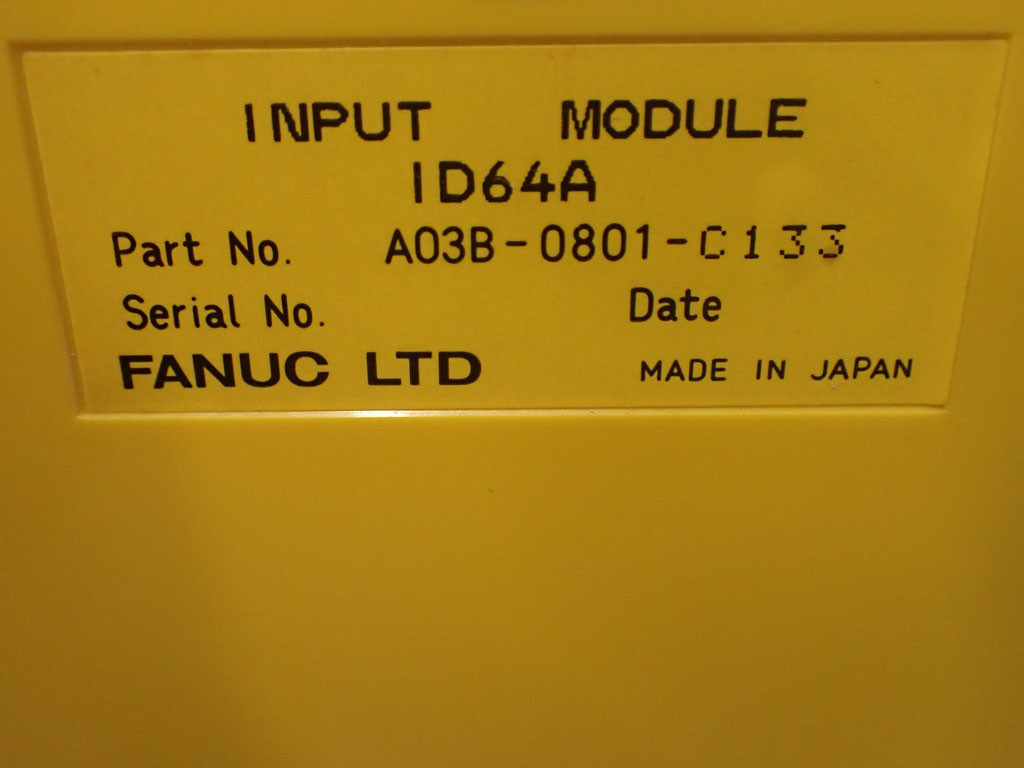 INPUT MODULE
ID64A
Part No. A03B-0801-C133
Serial No. Date
FANUC LTD MADE IN JAPAN